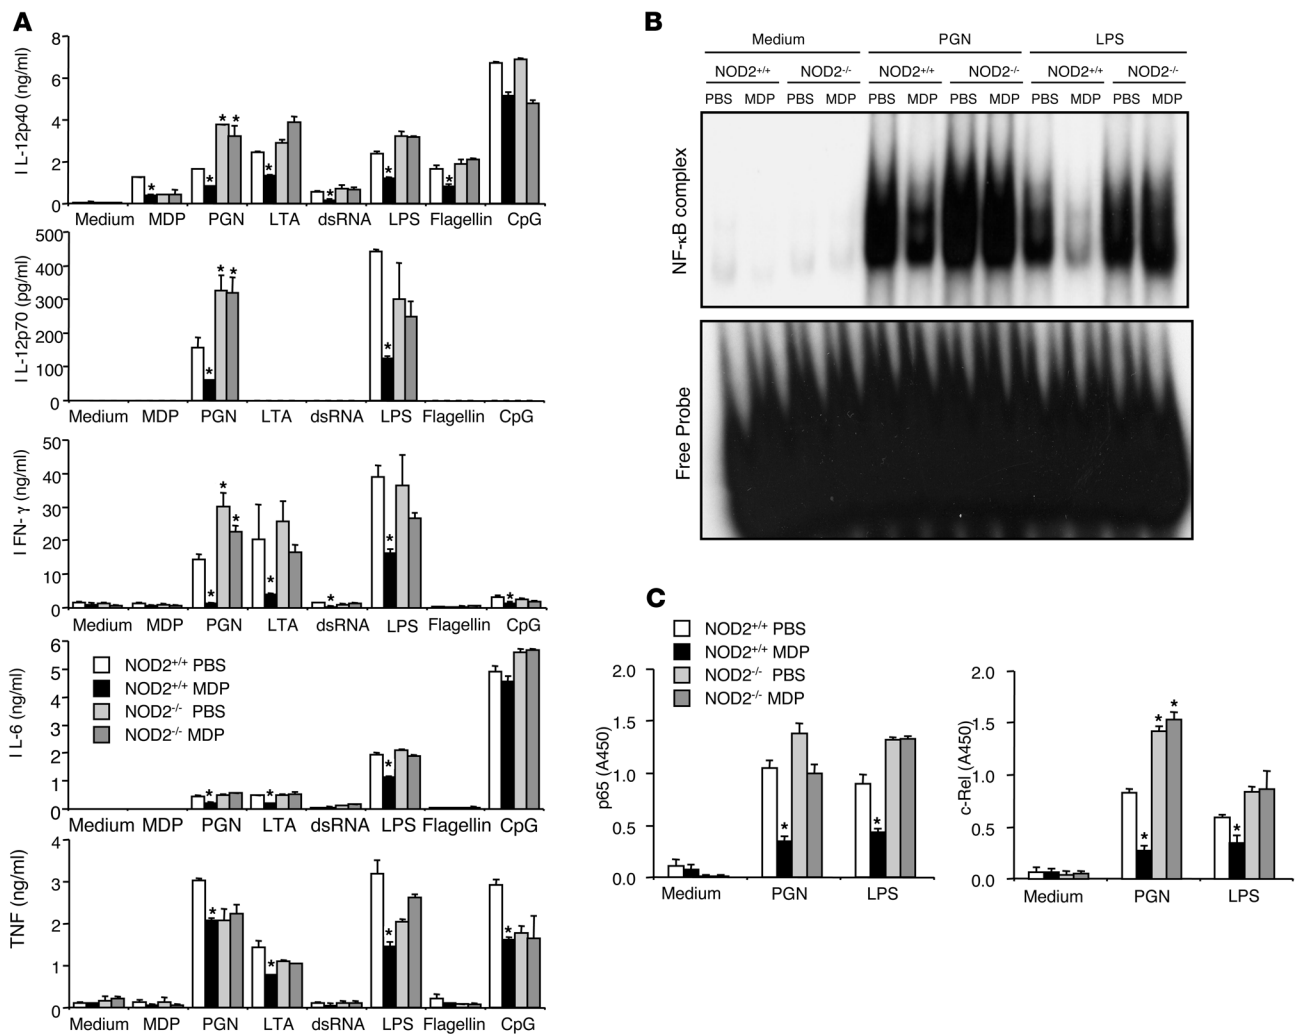 A
I L-12p40 (ng/ml)
8
6
4
2
0
* * * * * * * *
Medium MDP PGN LTA dsRNA LPS Flagellin CpG
I L-12p70 (pg/ml)
500
400
300
200
100
0
* * * *
Medium MDP PGN LTA dsRNA LPS Flagellin CpG
I FN- γ (ng/ml)
50
40
30
20
10
0
* * * * * * *
Medium MDP PGN LTA dsRNA LPS Flagellin CpG
I L-6 (ng/ml)
6
5
4
3
2
1
0
NOD2+/+ PBS
NOD2+/+ MDP
NOD2-/- PBS
NOD2-/- MDP
* * *
Medium MDP PGN LTA dsRNA LPS Flagellin CpG
TNF (ng/ml)
4
3
2
1
0
* * * *
Medium MDP PGN LTA dsRNA LPS Flagellin CpG
B
Medium PGN LPS
NOD2+/+ NOD2-/- NOD2+/+ NOD2-/- NOD2+/+ NOD2-/-
PBS MDP PBS MDP PBS MDP PBS MDP PBS MDP PBS MDP
NF-κB complex
Free Probe
C
NOD2+/+ PBS
NOD2+/+ MDP
NOD2-/- PBS
NOD2-/- MDP
p65 (A450)
2.0
1.5
1.0
0.5
0.0
* *
Medium PGN LPS
c-Rel (A450)
2.0
1.5
1.0
0.5
0.0
* * * *
Medium PGN LPS